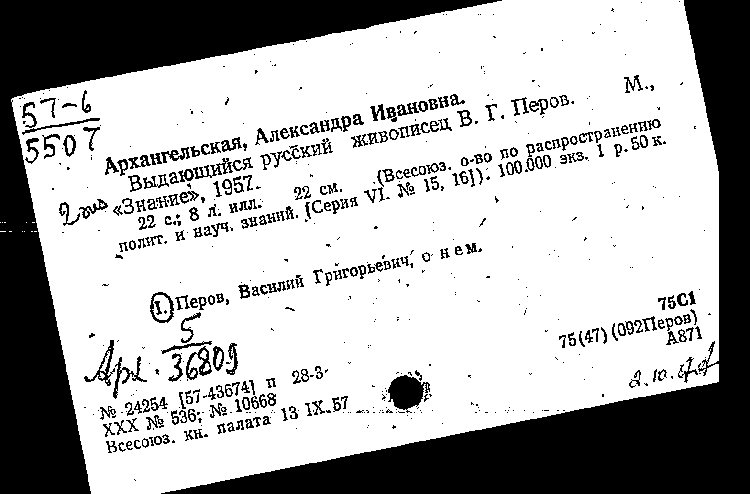 57-6
5507
Архангельская, Александра Ивановна.
Выдающийся русский живописец В. Г. Перов. М.,
«Знание», 1957.
22 с.; 8 л. илл. 22 см. (Всесоюз. о-во по распространению
полит. и науч. знаний. [Серия VI. № 15, 16]). 100.000 экз. 1 р. 50 к.
1. Перов, Василий Григорьевич, о нем.
5
36809
75С1
75(47)(092Перов)
А871
№ 24254 [57-43674] п 28-3
XXX № 536; № 10668
Всесоюз. кн. палата 13 IX.57